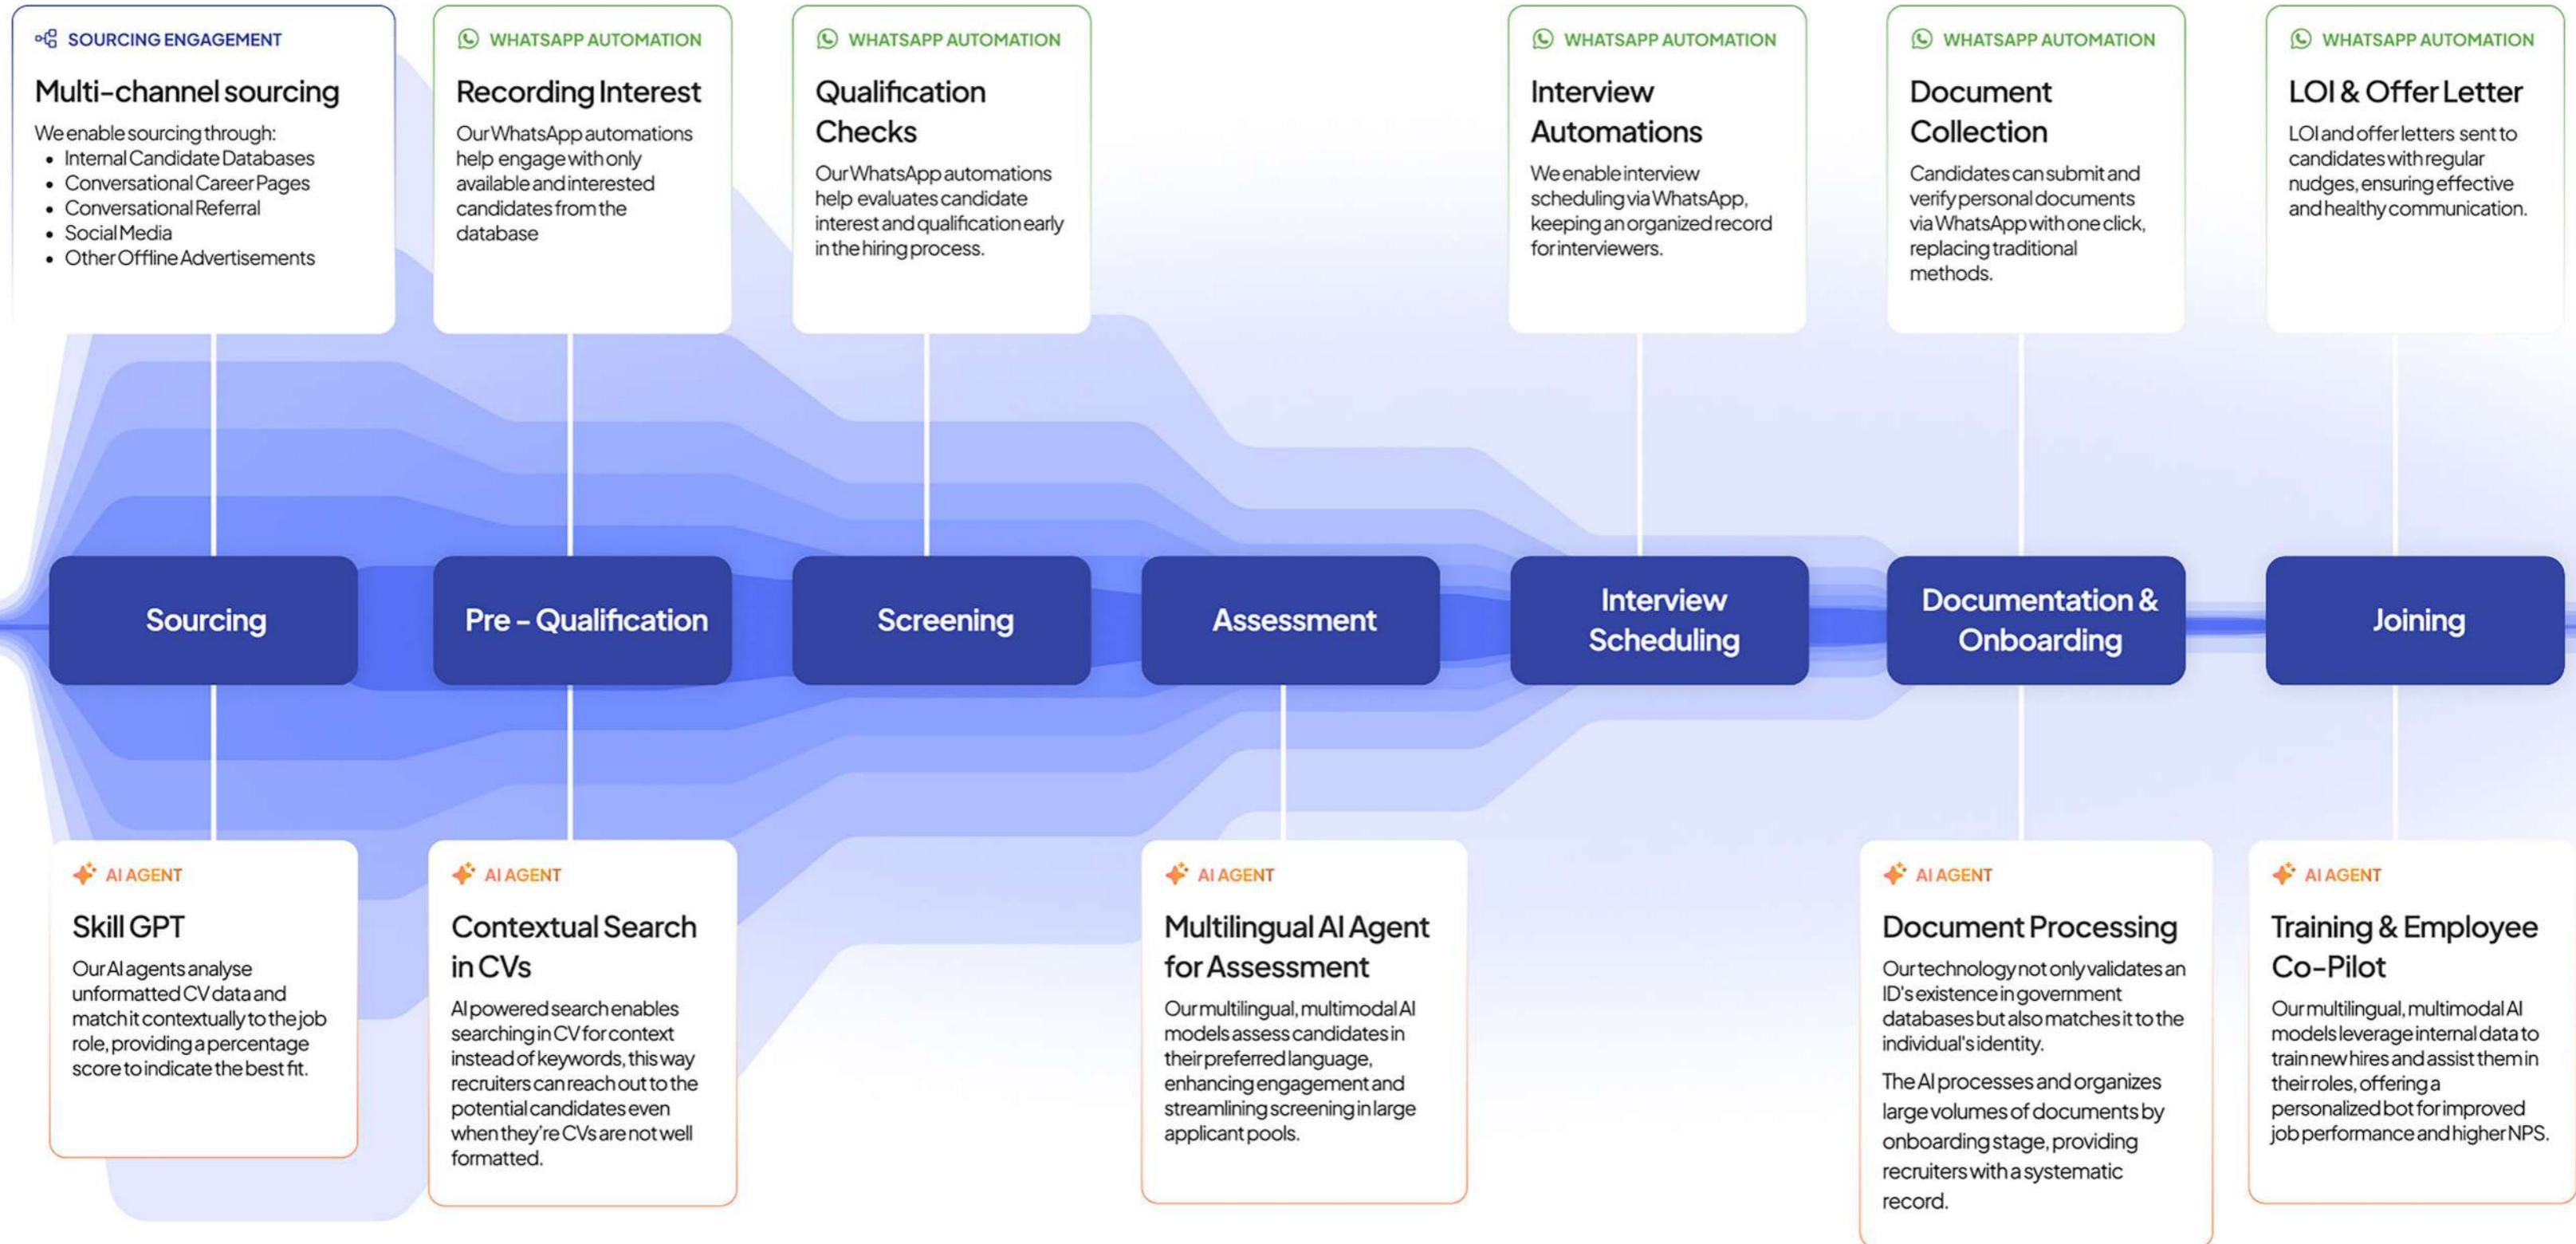 SOURCING ENGAGEMENT
Multi-channel sourcing
We enable sourcing through:
• Internal Candidate Databases
• Conversational Career Pages
• Conversational Referral
• Social Media
• Other Offline Advertisements
WHATSAPP AUTOMATION
Recording Interest
Our WhatsApp automations
help engage with only
available and interested
candidates from the
database
WHATSAPP AUTOMATION
Qualification
Checks
Our WhatsApp automations
help evaluates candidate
interest and qualification early
in the hiring process.
WHATSAPP AUTOMATION
Interview
Automations
We enable interview
scheduling via WhatsApp,
keeping an organized record
for interviewers.
WHATSAPP AUTOMATION
Document
Collection
Candidates can submit and
verify personal documents
via WhatsApp with one click,
replacing traditional
methods.
WHATSAPP AUTOMATION
LOI & Offer Letter
LOI and offer letters sent to
candidates with regular
nudges, ensuring effective
and healthy communication.
Sourcing
Pre – Qualification
Screening
Assessment
Interview
Scheduling
Documentation &
Onboarding
Joining
AI AGENT
Skill GPT
Our AI agents analyse
unformatted CV data and
match it contextually to the job
role, providing a percentage
score to indicate the best fit.
AI AGENT
Contextual Search
in CVs
AI powered search enables
searching in CV for context
instead of keywords, this way
recruiters can reach out to the
potential candidates even
when they're CVs are not well
formatted.
AI AGENT
Multilingual AI Agent
for Assessment
Our multilingual, multimodal AI
models assess candidates in
their preferred language,
enhancing engagement and
streamlining screening in large
applicant pools.
AI AGENT
Document Processing
Our technology not only validates an
ID's existence in government
databases but also matches it to the
individual's identity.
The AI processes and organizes
large volumes of documents by
onboarding stage, providing
recruiters with a systematic
record.
AI AGENT
Training & Employee
Co-Pilot
Our multilingual, multimodal AI
models leverage internal data to
train new hires and assist them in
their roles, offering a
personalized bot for improved
job performance and higher NPS.